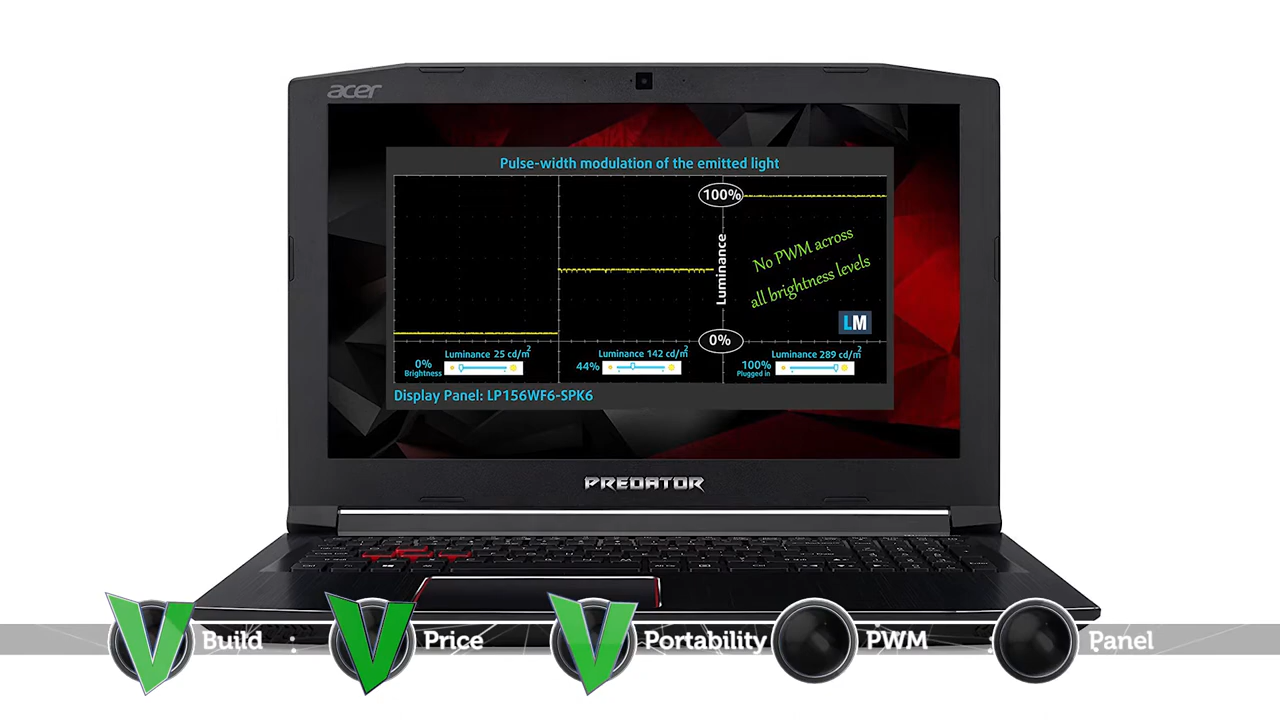 acer
Pulse-width modulation of the emitted light
100%
No PWM across
all brightness levels
Luminance
LM
0%
0%
Brightness
Luminance 25 cd/m2
44%
Luminance 142 cd/m2
100%
Plugged in
Luminance 289 cd/m2
Display Panel: LP156WF6-SPK6
PREDATOR
V Build : V Price : V Portability PWM : Panel